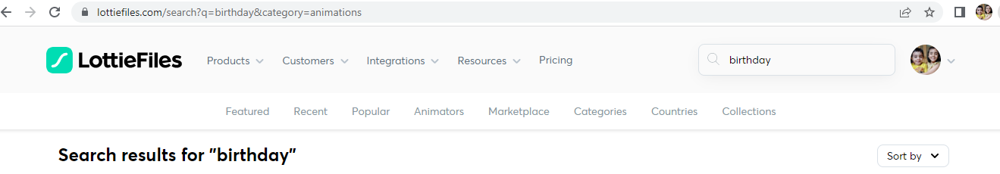 lottiefiles.com/search?q=birthday&category=animations
LottieFiles Products Customers Integrations Resources Pricing birthday
Featured Recent Popular Animators Marketplace Categories Countries Collections
Search results for "birthday" Sort by